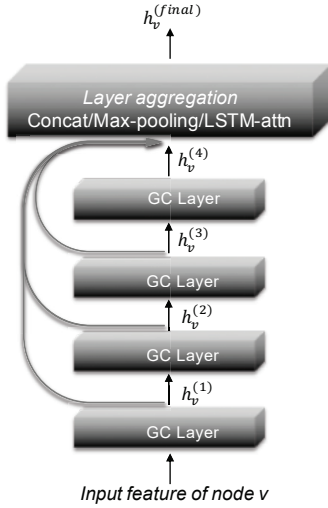 h_v^{(final)}
Layer aggregation
Concat/Max-pooling/LSTM-attn
h_v^{(4)}
GC Layer
h_v^{(3)}
GC Layer
h_v^{(2)}
GC Layer
h_v^{(1)}
GC Layer
Input feature of node v